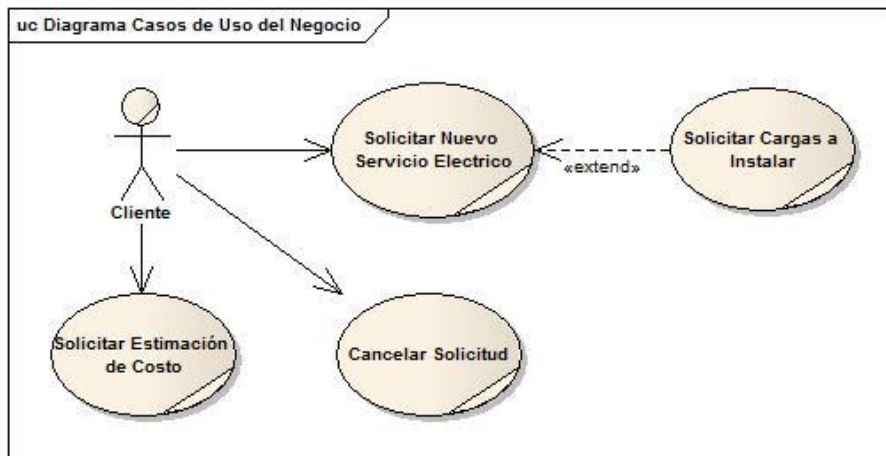 uc Diagrama Casos de Uso del Negocio
Solicitar Nuevo
Servicio Electrico
«extend»
Solicitar Cargas a
Instalar
Cliente
Solicitar Estimación
de Costo
Cancelar Solicitud